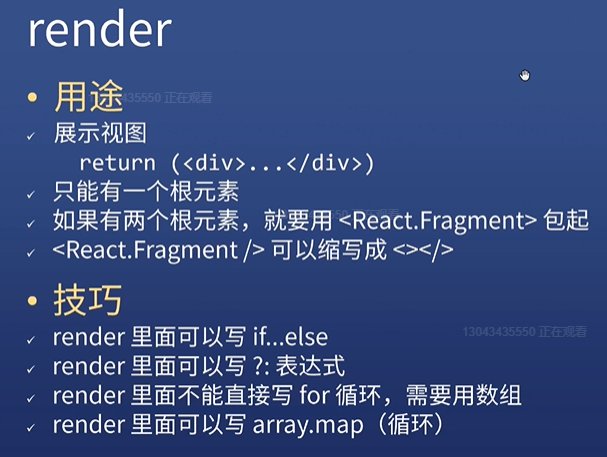 render
• 用途
13043435550 正在观看
✓ 展示视图
return (<div>...</div>)
✓ 只能有一个根元素
✓ 如果有两个根元素，就要用 <React.Fragment> 包起
✓ <React.Fragment /> 可以缩写成 <></>
• 技巧
✓ render 里面可以写 if...else
13043435550 正在观看
✓ render 里面可以写 ?: 表达式
✓ render 里面不能直接写 for 循环，需要用数组
✓ render 里面可以写 array.map（循环）